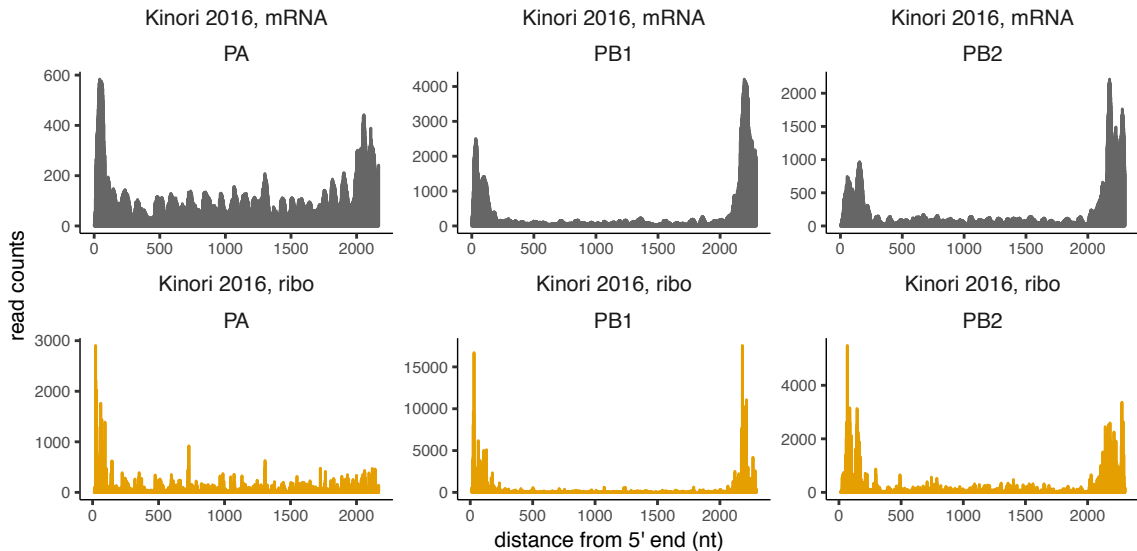 Kinori 2016, mRNA Kinori 2016, mRNA Kinori 2016, mRNA
PA PB1 PB2
600
400
200
0
0 500 1000 1500 2000
4000
3000
2000
1000
0
0 500 1000 1500 2000
2000
1500
1000
500
0
0 500 1000 1500 2000
read counts
Kinori 2016, ribo Kinori 2016, ribo Kinori 2016, ribo
PA PB1 PB2
3000
2000
1000
0
0 500 1000 1500 2000
15000
10000
5000
0
0 500 1000 1500 2000
4000
2000
0
0 500 1000 1500 2000
distance from 5' end (nt)